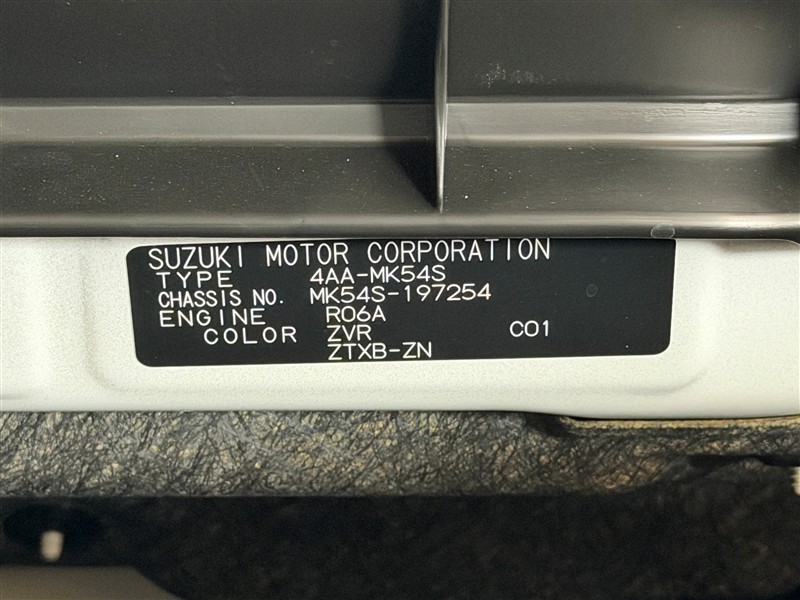 SUZUKI MOTOR CORPORATION
TYPE 4AA-MK54S
CHASSIS NO. MK54S-197254
ENGINE R06A
COLOR ZVR C01
ZTXB-ZN